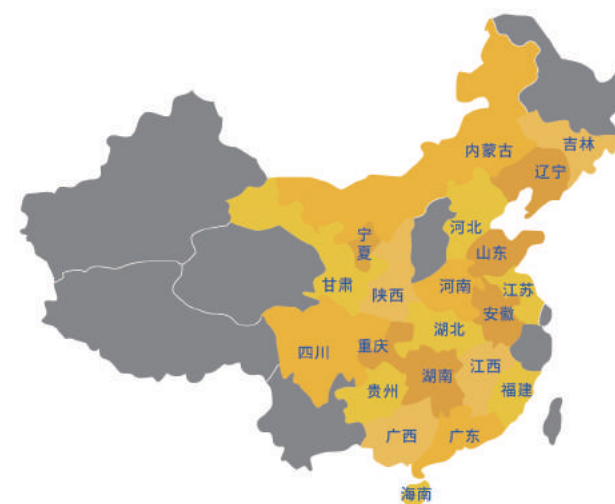 吉林
内蒙古
辽宁
河北
宁
夏
山东
甘肃
陕西
河南
江苏
安徽
湖北
四川
重庆
江西
湖南
贵州
福建
广西
广东
海南